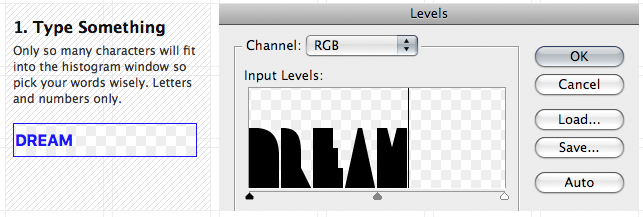 1. Type Something
Only so many characters will fit
into the histogram window so
pick your words wisely. Letters
and numbers only.
DREAM
Levels
Channel: RGB
Input Levels:
DREAM
OK
Cancel
Load...
Save...
Auto